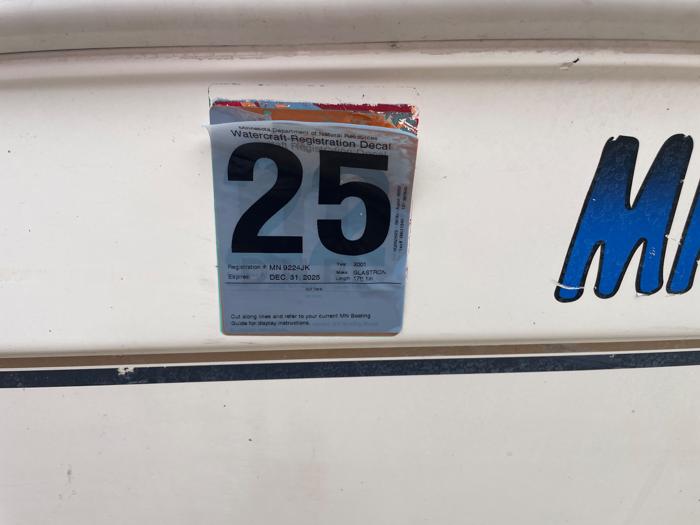 Minnesota Department of Natural Resources
Watercraft Registration Decal
25
Registration # MN 9224JK Year 2001
Expires: DEC. 31, 2025 Make GLASTRON
Length 17ft 5in
Cut along lines and refer to your current MN Boating
Guide for display instructions.
M